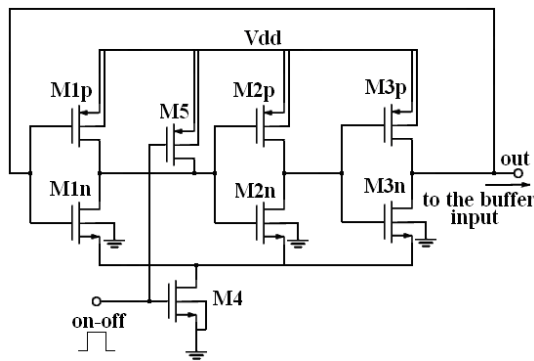 Vdd
M1p
M5
M2p
M3p
out
M1n
M2n
M3n
to the buffer
input
M4
on-off